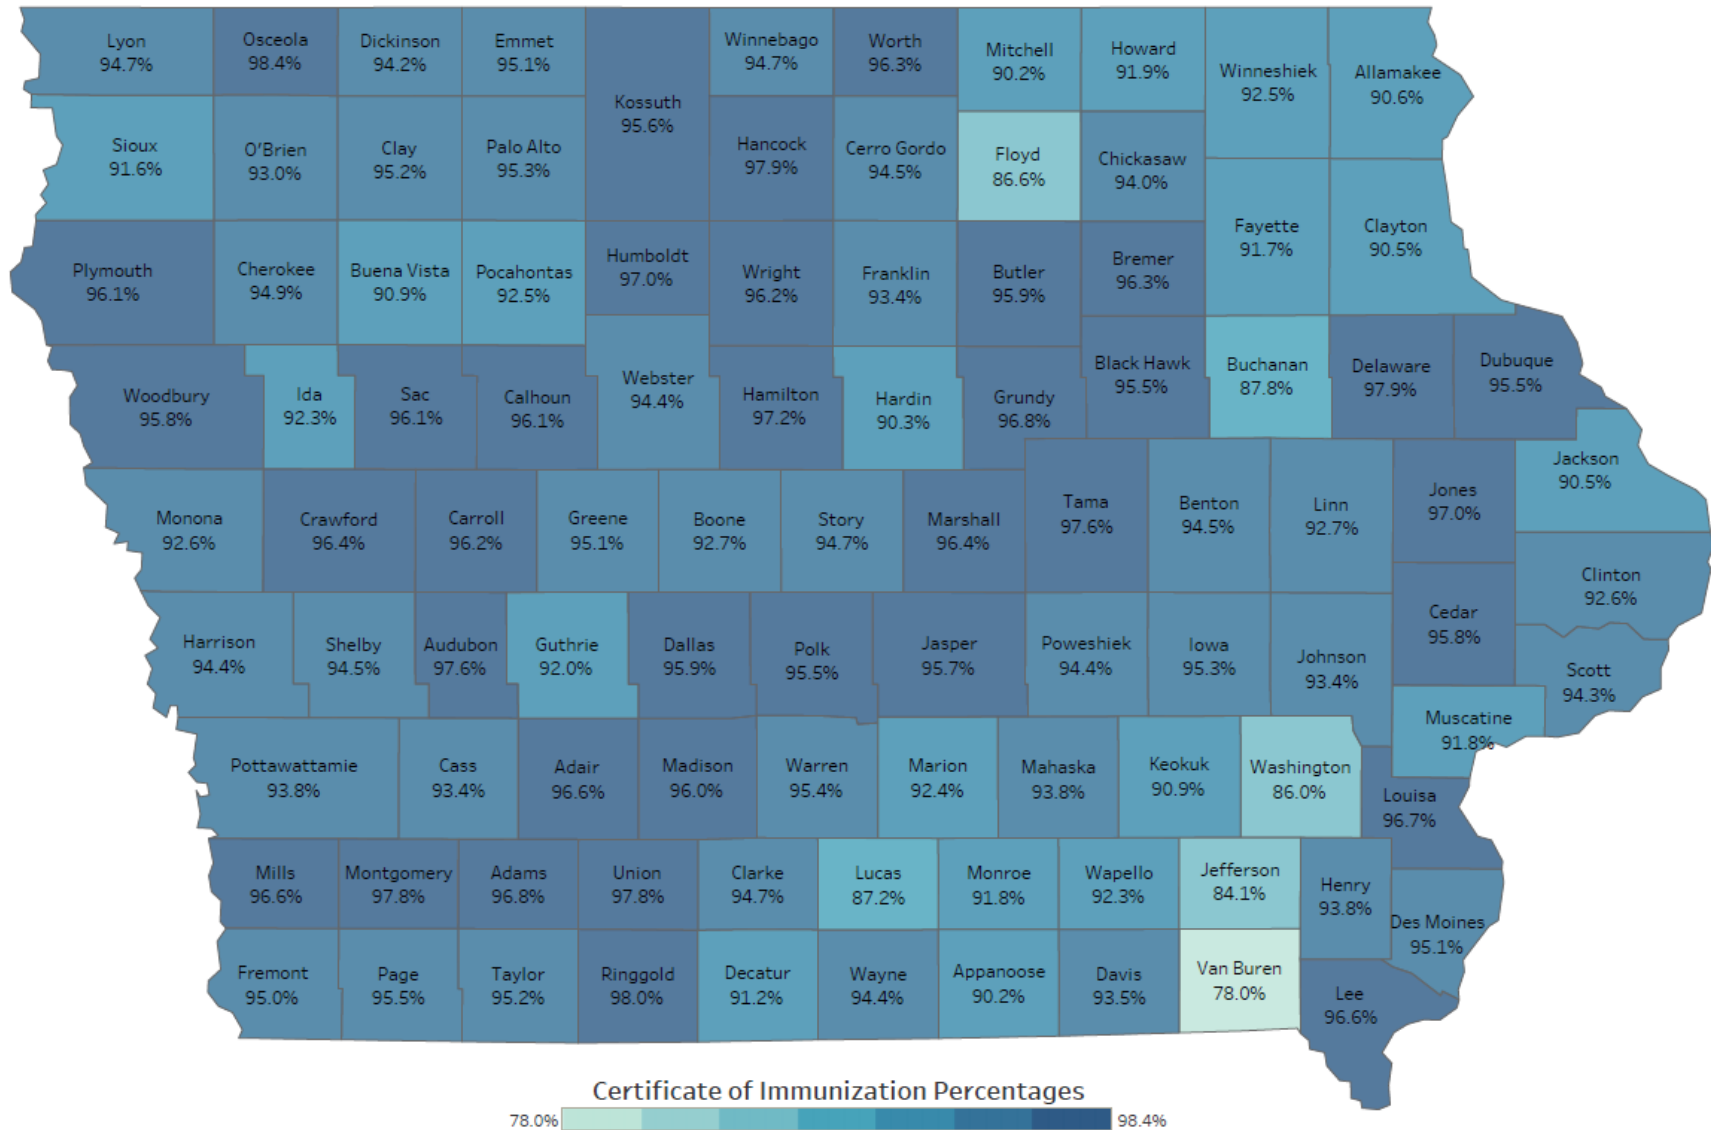 Lyon
94.7%
Osceola
98.4%
Dickinson
94.2%
Emmet
95.1%
Kossuth
95.6%
Winnebago
94.7%
Worth
96.3%
Mitchell
90.2%
Howard
91.9%
Winneshiek
92.5%
Allamakee
90.6%
Sioux
91.6%
O'Brien
93.0%
Clay
95.2%
Palo Alto
95.3%
Hancock
97.9%
Cerro Gordo
94.5%
Floyd
86.6%
Chickasaw
94.0%
Plymouth
96.1%
Cherokee
94.9%
Buena Vista
90.9%
Pocahontas
92.5%
Humboldt
97.0%
Wright
96.2%
Franklin
93.4%
Butler
95.9%
Bremer
96.3%
Fayette
91.7%
Clayton
90.5%
Woodbury
95.8%
Ida
92.3%
Sac
96.1%
Calhoun
96.1%
Webster
94.4%
Hamilton
97.2%
Hardin
90.3%
Grundy
96.8%
Black Hawk
95.5%
Buchanan
87.8%
Delaware
97.9%
Dubuque
95.5%
Monona
92.6%
Crawford
96.4%
Carroll
96.2%
Greene
95.1%
Boone
92.7%
Story
94.7%
Marshall
96.4%
Tama
97.6%
Benton
94.5%
Linn
92.7%
Jones
97.0%
Jackson
90.5%
Clinton
92.6%
Harrison
94.4%
Shelby
94.5%
Audubon
97.6%
Guthrie
92.0%
Dallas
95.9%
Polk
95.5%
Jasper
95.7%
Poweshiek
94.4%
Iowa
95.3%
Johnson
93.4%
Cedar
95.8%
Scott
94.3%
Muscatine
91.8%
Pottawattamie
93.8%
Cass
93.4%
Adair
96.6%
Madison
96.0%
Warren
95.4%
Marion
92.4%
Mahaska
93.8%
Keokuk
90.9%
Washington
86.0%
Louisa
96.7%
Mills
96.6%
Montgomery
97.8%
Adams
96.8%
Union
97.8%
Clarke
94.7%
Lucas
87.2%
Monroe
91.8%
Wapello
92.3%
Jefferson
84.1%
Henry
93.8%
Des Moines
95.1%
Fremont
95.0%
Page
95.5%
Taylor
95.2%
Ringgold
98.0%
Decatur
91.2%
Wayne
94.4%
Appanoose
90.2%
Davis
93.5%
Van Buren
78.0%
Lee
96.6%
Certificate of Immunization Percentages
78.0% 98.4%